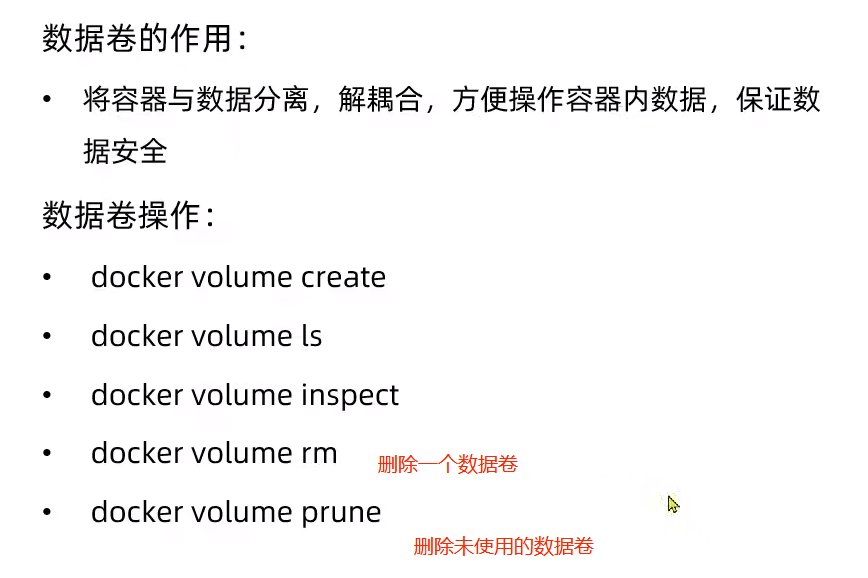 数据卷的作用：
• 将容器与数据分离，解耦合，方便操作容器内数据，保证数
据安全
数据卷操作：
• docker volume create
• docker volume ls
• docker volume inspect
• docker volume rm 删除一个数据卷
• docker volume prune
删除未使用的数据卷